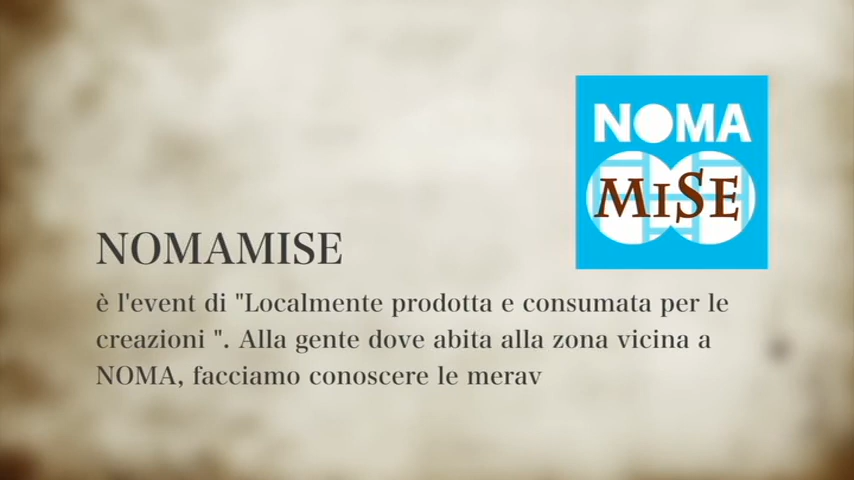 NOMA
MISE
NOMAMISE
è l'event di "Localmente prodotta e consumata per le
creazioni ". Alla gente dove abita alla zona vicina a
NOMA, facciamo conoscere le merav